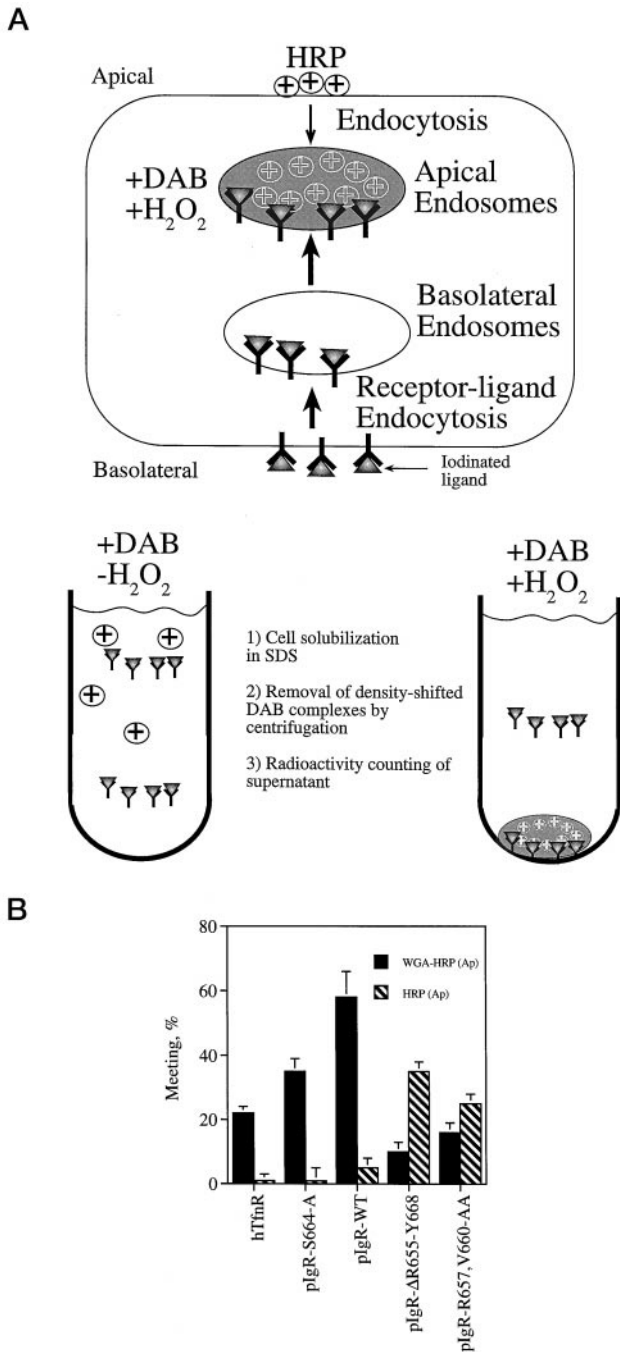 A
HRP
Apical
Endocytosis
+DAB
+H₂O₂
Apical
Endosomes
Basolateral
Endosomes
Receptor-ligand
Endocytosis
Basolateral
Iodinated
ligand
+DAB
-H₂O₂
1) Cell solubilization
in SDS
2) Removal of density-shifted
DAB complexes by
centrifugation
3) Radioactivity counting of
supernatant
+DAB
+H₂O₂
B
80
60
40
20
0
Meeting, %
WGA-HRP (Ap)
HRP (Ap)
hTfnR
pIgR-S664-A
pIgR-WT
pIgR-ΔR655-Y668
pIgR-R657,V660-AA